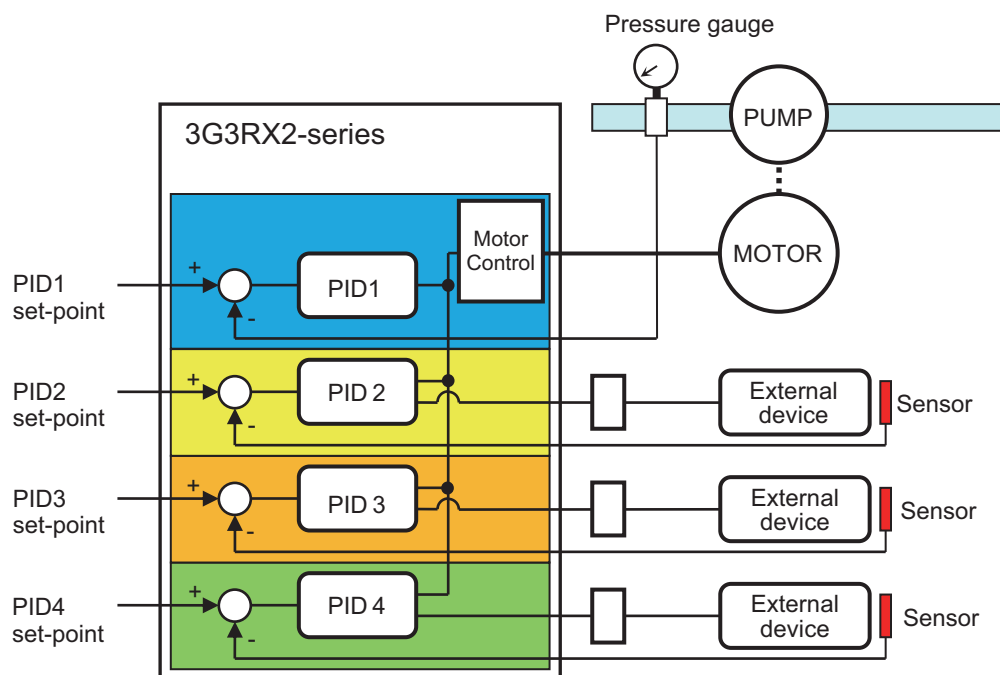 Pressure gauge
PUMP
3G3RX2-series
Motor
Control
MOTOR
PID1
set-point
+
-
PID1
PID2
set-point
+
-
PID 2
External
device
Sensor
PID3
set-point
+
-
PID 3
External
device
Sensor
PID4
set-point
+
-
PID 4
External
device
Sensor